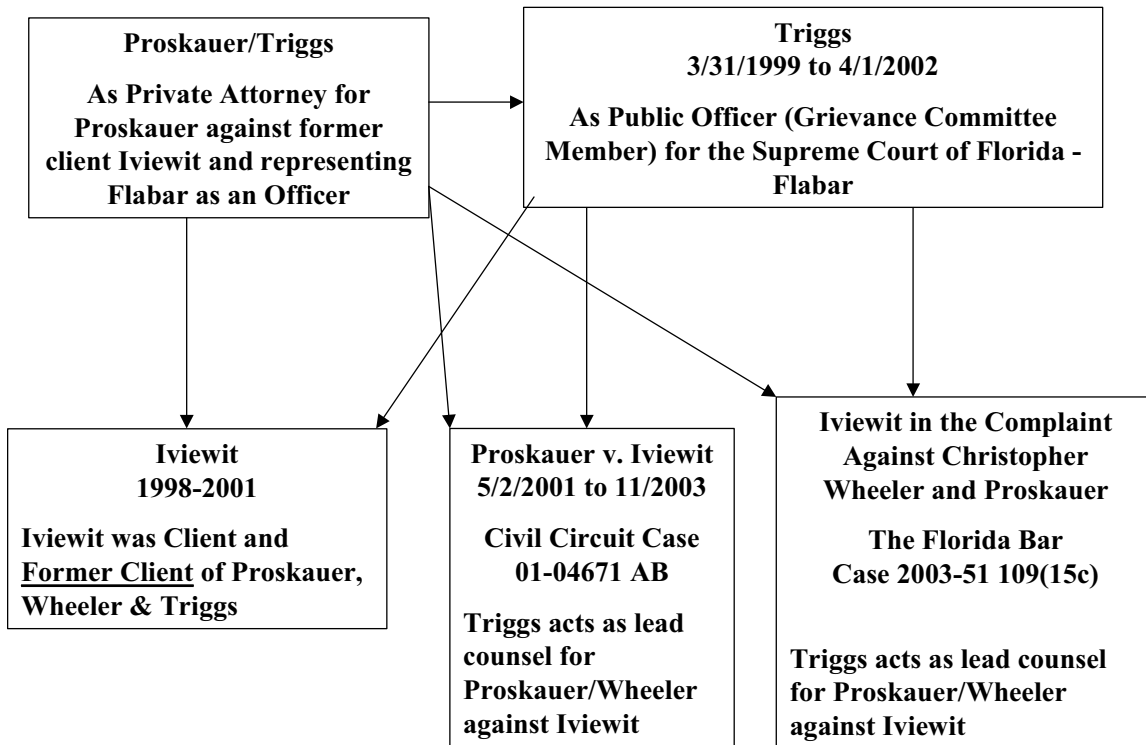 Proskauer/Triggs
As Private Attorney for
Proskauer against former
client Iviewit and representing
Flabar as an Officer
Triggs
3/31/1999 to 4/1/2002
As Public Officer (Grievance Committee
Member) for the Supreme Court of Florida -
Flabar
Iviewit
1998-2001
Iviewit was Client and
Former Client of Proskauer,
Wheeler & Triggs
Proskauer v. Iviewit
5/2/2001 to 11/2003
Civil Circuit Case
01-04671 AB
Triggs acts as lead
counsel for
Proskauer/Wheeler
against Iviewit
Iviewit in the Complaint
Against Christopher
Wheeler and Proskauer
The Florida Bar
Case 2003-51 109(15c)
Triggs acts as lead counsel
for Proskauer/Wheeler
against Iviewit